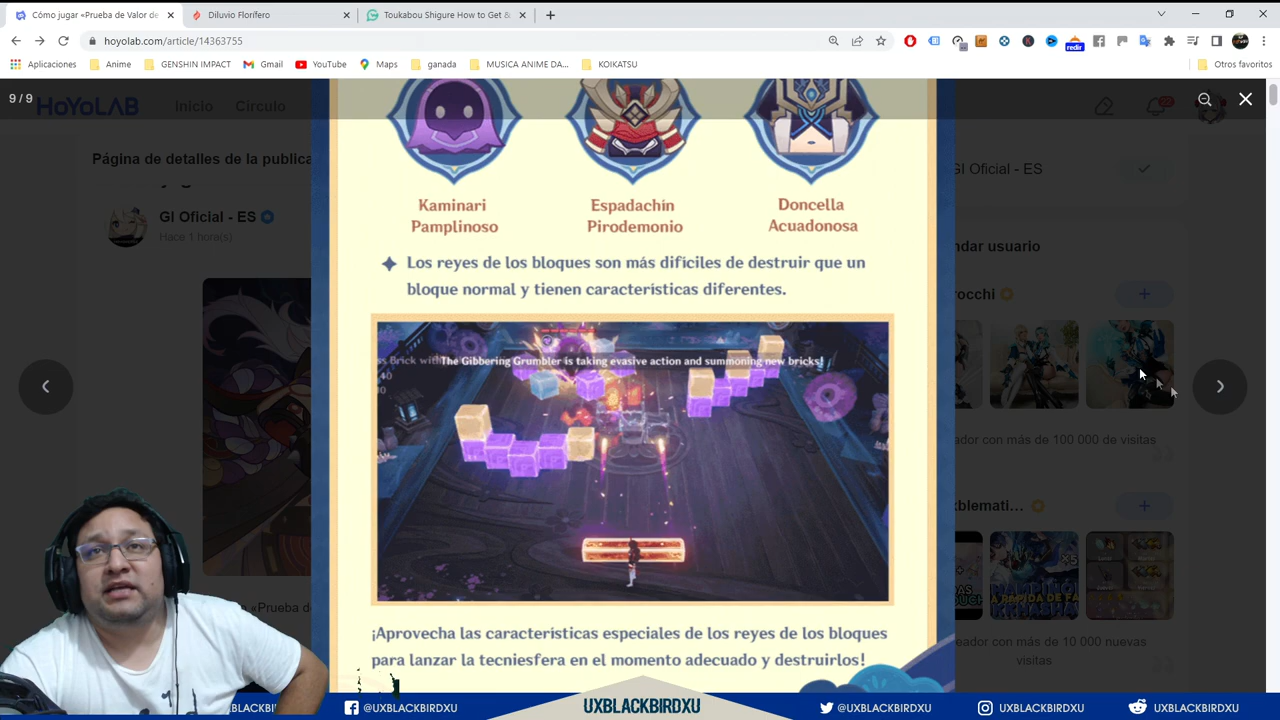 Cómo jugar «Prueba de Valor de
Diluvio Florífero
Toukabou Shigure How to Get &
hoyolab.com/article/14363755
Aplicaciones
Anime
GENSHIN IMPACT
Gmail
YouTube
Maps
ganada
MUSICA ANIME DA...
KOIKATSU
Otros favoritos
redir
9 / 9
HoYoLAB
Inicio
Círculo
Página de detalles de la publica
GI Oficial - ES
Hace 1 hora(s)
GI Oficial - ES
ndar usuario
rocchi
eador con más de 100 000 de visitas
xblemati...
eador con más de 10 000 nuevas
visitas
Kaminari
Pamplinoso
Espadachín
Pirodemonio
Doncella
Acuadonosa
Los reyes de los bloques son más difíciles de destruir que un
bloque normal y tienen características diferentes.
The Gibbering Grumbler is taking evasive action and summoning new bricks!
¡Aprovecha las características especiales de los reyes de los bloques
para lanzar la tecniesfera en el momento adecuado y destruirlos!
@UXBLACKBIRDXU
UXBLACKBIRDXU
@UXBLACKBIRDXU
UXBLACKBIRDXU
UXBLACKBIRDXU